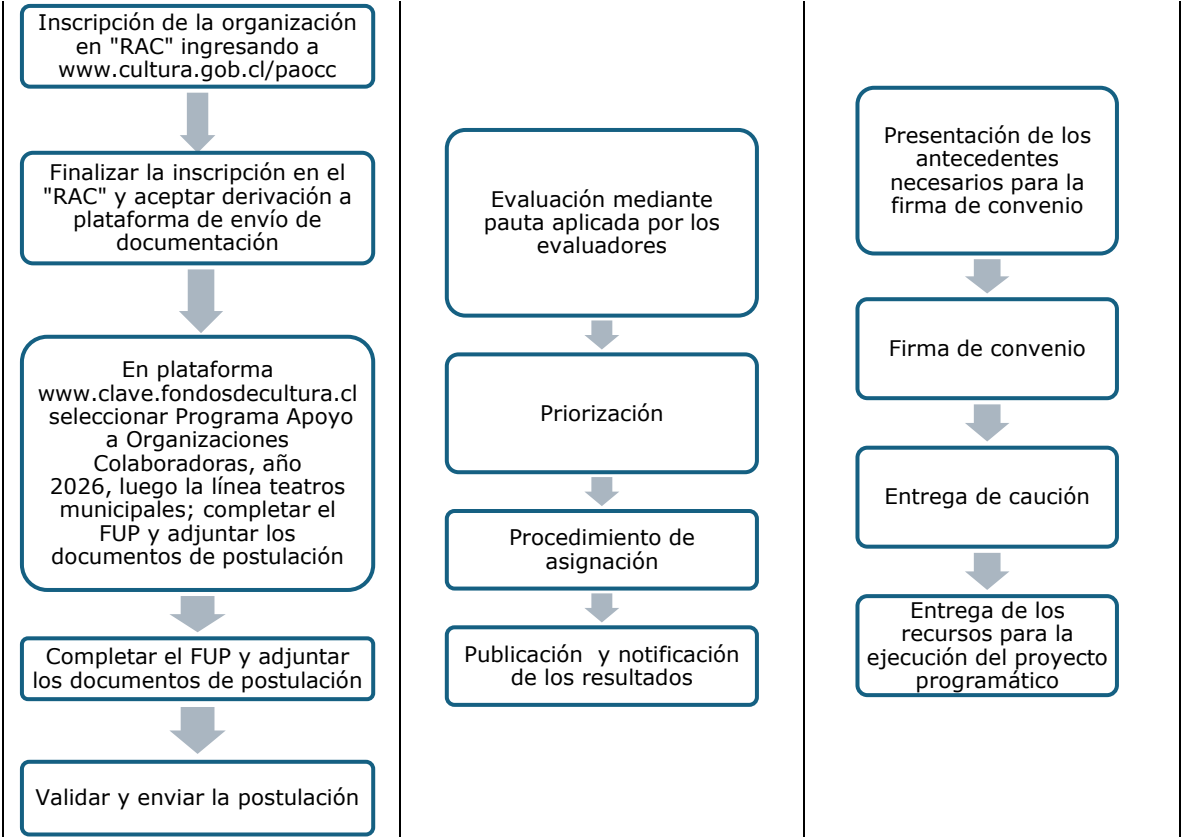 Inscripción de la organización
en "RAC" ingresando a
www.cultura.gob.cl/paocc
Finalizar la inscripción en el
"RAC" y aceptar derivación a
plataforma de envío de
documentación
En plataforma
www.clave.fondosdecultura.cl
seleccionar Programa Apoyo
a Organizaciones
Colaboradoras, año
2026, luego la línea teatros
municipales; completar el
FUP y adjuntar los
documentos de postulación
Completar el FUP y adjuntar
los documentos de postulación
Validar y enviar la postulación
Evaluación mediante
pauta aplicada por los
evaluadores
Priorización
Procedimiento de
asignación
Publicación y notificación
de los resultados
Presentación de los
antecedentes
necesarios para la
firma de convenio
Firma de convenio
Entrega de caución
Entrega de los
recursos para la
ejecución del proyecto
programático